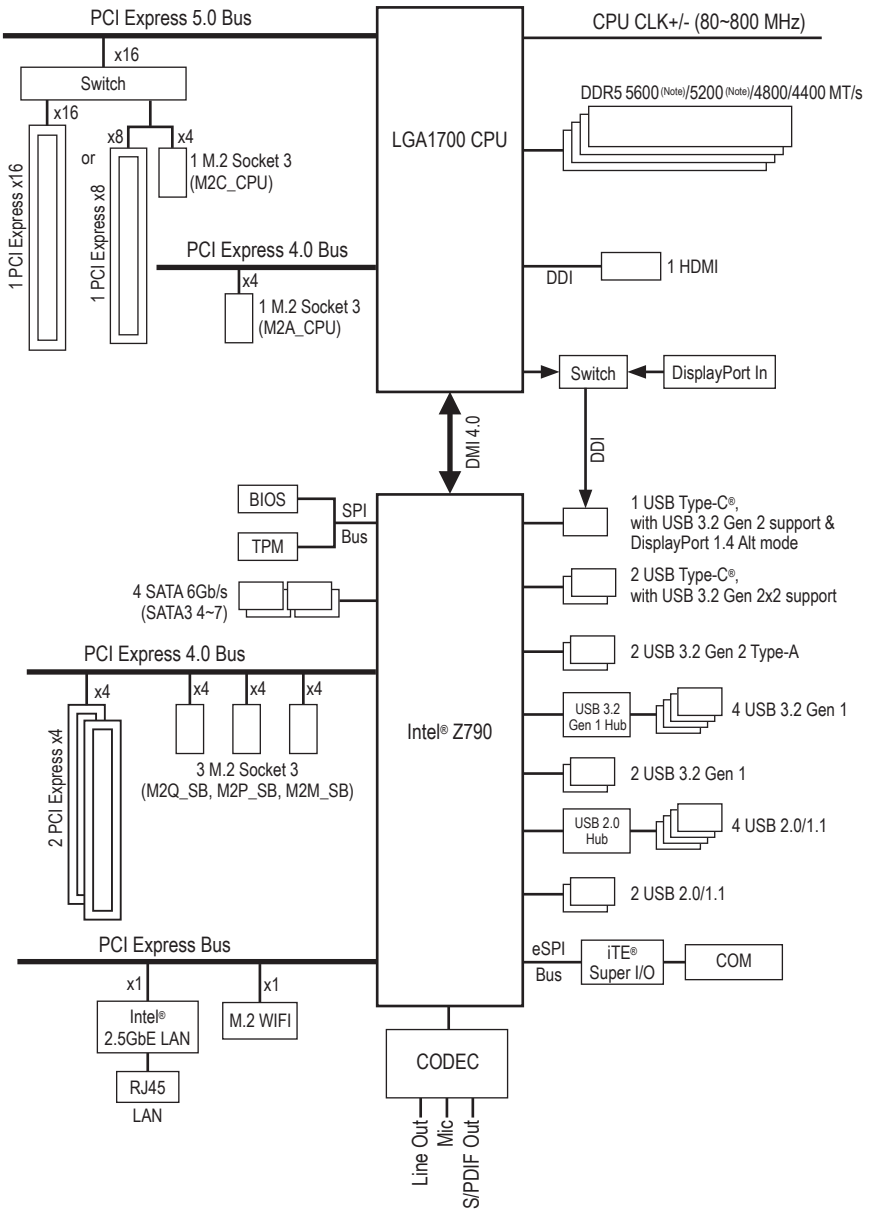 PCI Express 5.0 Bus
CPU CLK+/- (80~800 MHz)
x16
Switch
x16
x8
x4
or
1 PCI Express x16
1 PCI Express x8
1 M.2 Socket 3
(M2C_CPU)
LGA1700 CPU
DDR5 5600 (Note)/5200 (Note)/4800/4400 MT/s
PCI Express 4.0 Bus
x4
1 M.2 Socket 3
(M2A_CPU)
DDI
1 HDMI
Switch
DisplayPort In
DMI 4.0
DDI
BIOS
TPM
SPI
Bus
1 USB Type-C®,
with USB 3.2 Gen 2 support &
DisplayPort 1.4 Alt mode
4 SATA 6Gb/s
(SATA3 4~7)
2 USB Type-C®,
with USB 3.2 Gen 2x2 support
PCI Express 4.0 Bus
x4
x4
x4
x4
2 PCI Express x4
3 M.2 Socket 3
(M2Q_SB, M2P_SB, M2M_SB)
Intel® Z790
2 USB 3.2 Gen 2 Type-A
USB 3.2
Gen 1 Hub
4 USB 3.2 Gen 1
2 USB 3.2 Gen 1
USB 2.0
Hub
4 USB 2.0/1.1
2 USB 2.0/1.1
PCI Express Bus
x1
x1
Intel®
2.5GbE LAN
M.2 WIFI
RJ45
LAN
eSPI
Bus
iTE®
Super I/O
COM
CODEC
Line Out
Mic
S/PDIF Out